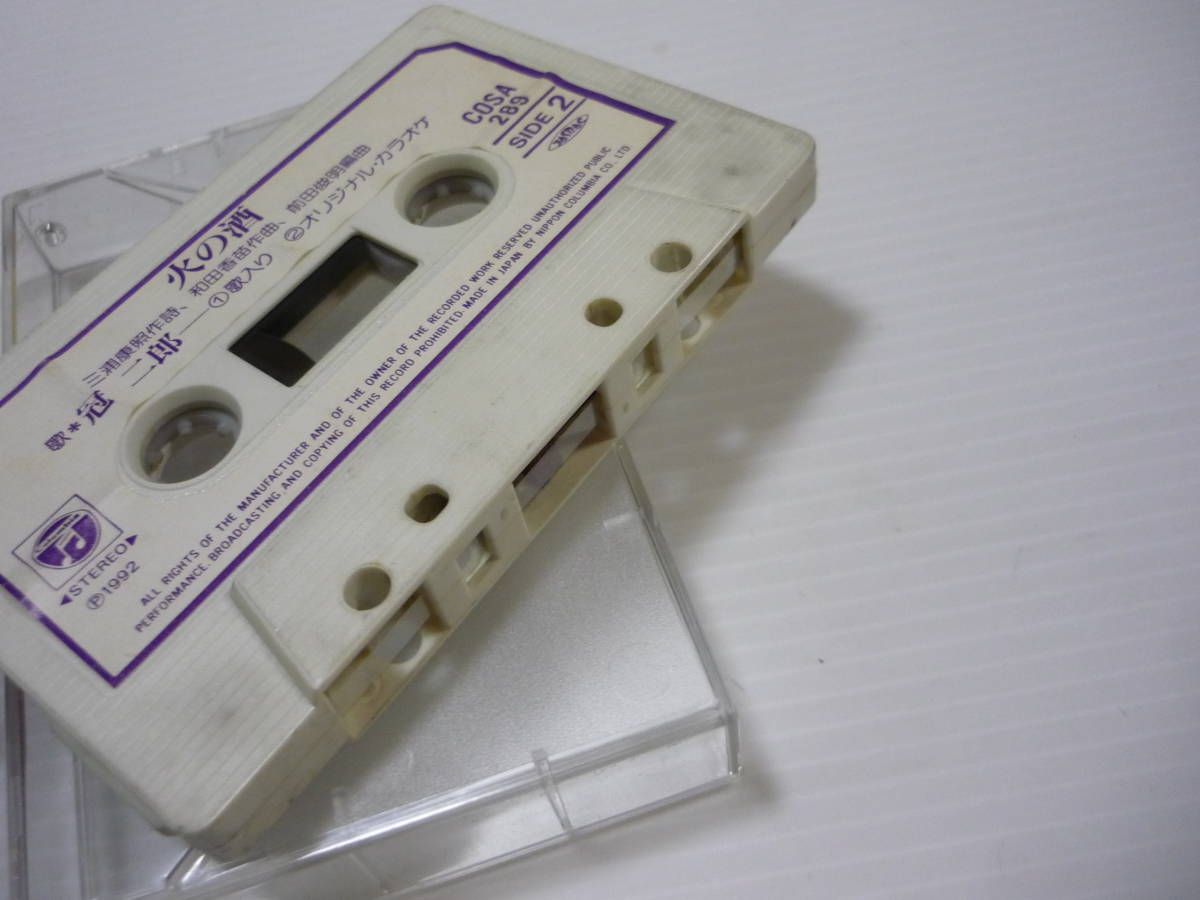 COSA
289
SIDE 2
火の酒
三浦康照作詩、和田香苗作曲、前田俊明編曲
歌*冠 二郎——①歌入り ②オリジナル・カラオケ
◀STEREO▶
Ⓟ1992
ALL RIGHTS OF THE MANUFACTURER AND OF THE OWNER OF THE RECORDED WORK RESERVED UNAUTHORIZED PUBLIC
PERFORMANCE. BROADCASTING AND COPYING OF THIS RECORD PROHIBITED. MADE IN JAPAN BY NIPPON COLUMBIA CO., LTD.